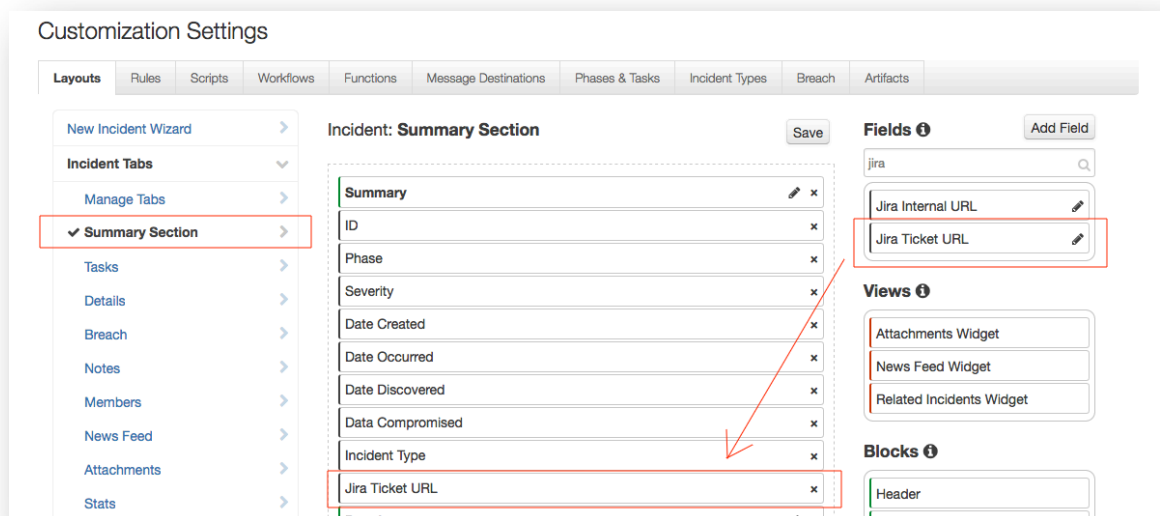 Customization Settings
Layouts Rules Scripts Workflows Functions Message Destinations Phases & Tasks Incident Types Breach Artifacts
New Incident Wizard
Incident Tabs
Manage Tabs
Summary Section
Tasks
Details
Breach
Notes
Members
News Feed
Attachments
Stats
Incident: Summary Section
Save
Summary
ID
Phase
Severity
Date Created
Date Occurred
Date Discovered
Data Compromised
Incident Type
Jira Ticket URL
Fields
Add Field
jira
Jira Internal URL
Jira Ticket URL
Views
Attachments Widget
News Feed Widget
Related Incidents Widget
Blocks
Header